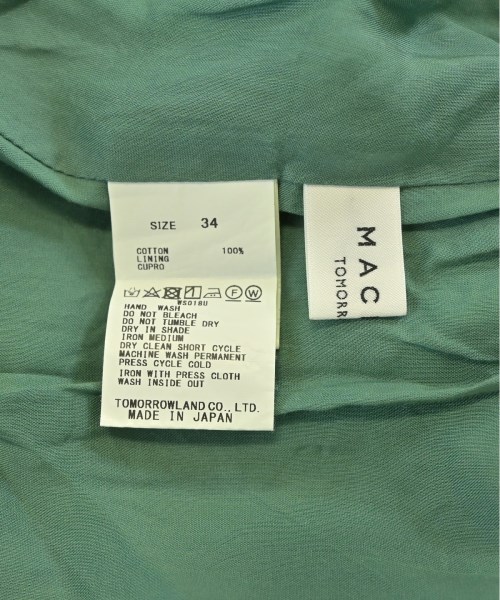 SIZE 34
COTTON 100%
LINING
CUPRO
WS016U
HAND WASH
DO NOT BLEACH
DO NOT TUMBLE DRY
DRY IN SHADE
IRON MEDIUM
DRY CLEAN SHORT CYCLE
MACHINE WASH PERMANENT
PRESS CYCLE COLD
IRON WITH PRESS CLOTH
WASH INSIDE OUT
TOMORROWLAND CO., LTD.
MADE IN JAPAN
MAC
TOMORR